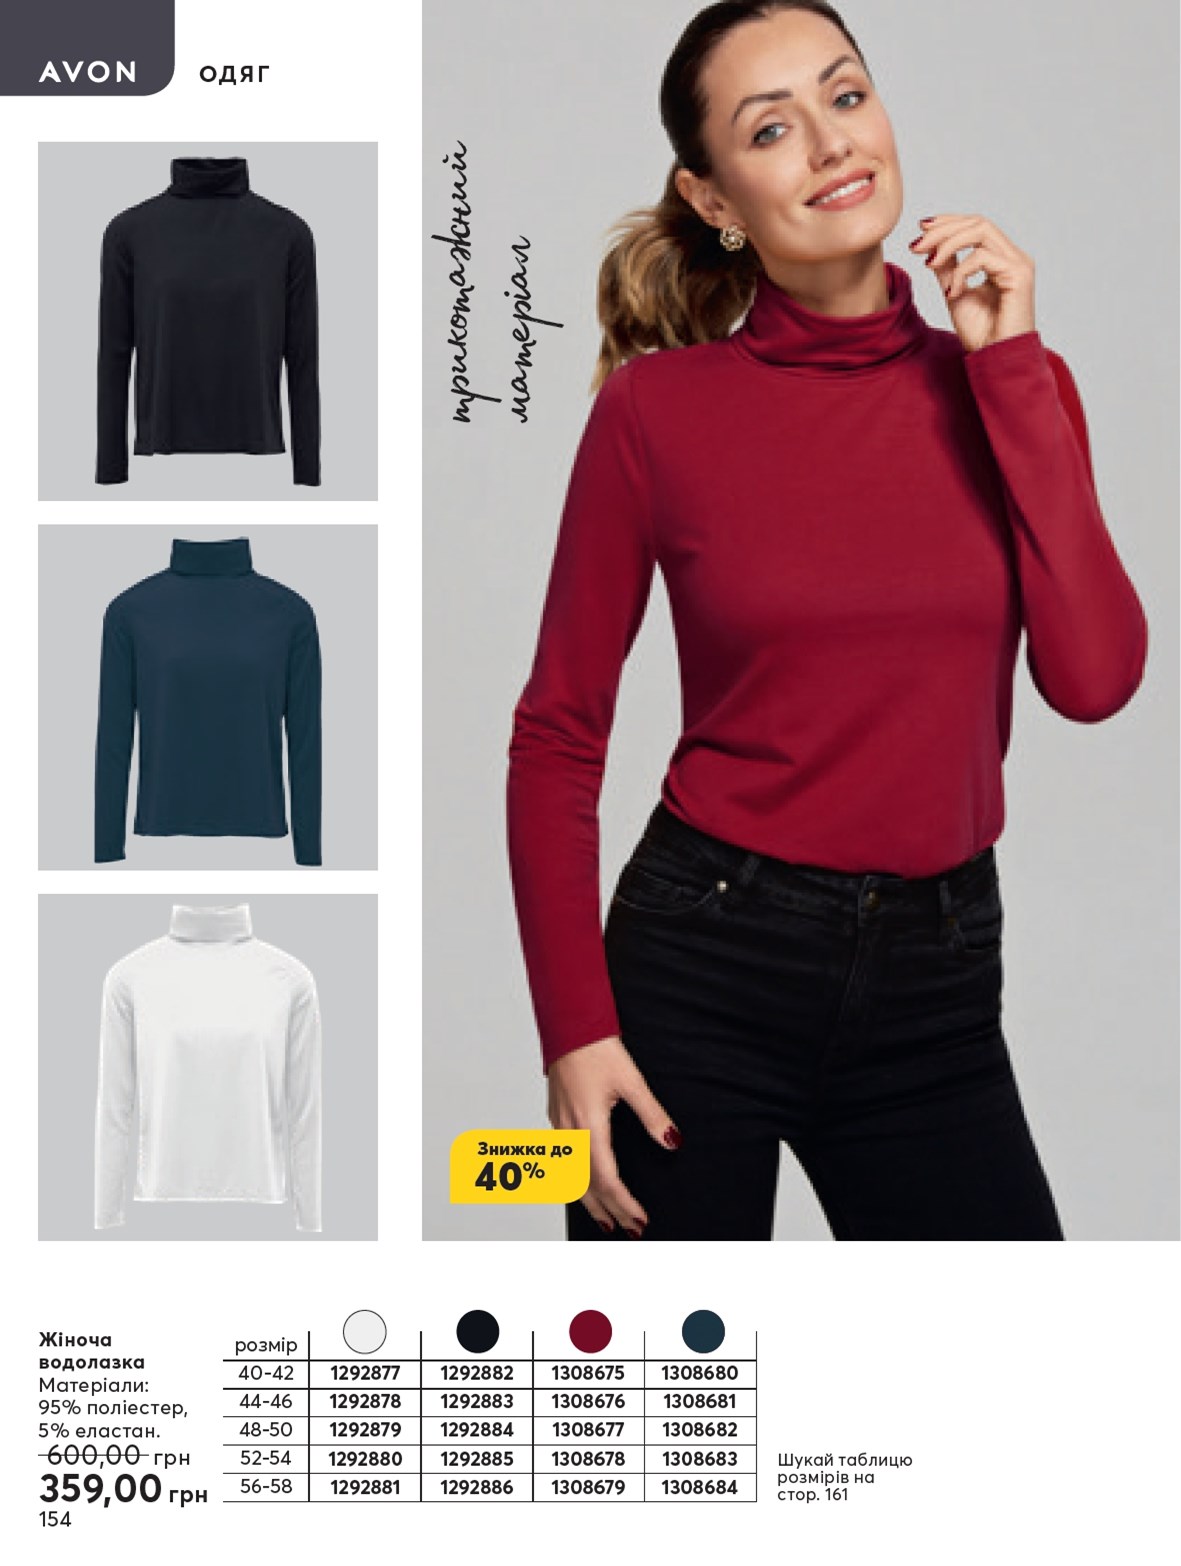 AVON
ОДЯГ
трикотажний
матеріал
Знижка до
40%
Жіноча
водолазка
Матеріали:
95% поліестер,
5% еластан.
600,00 грн
359,00 грн
розмір
40-42 1292877 1292882 1308675 1308680
44-46 1292878 1292883 1308676 1308681
48-50 1292879 1292884 1308677 1308682
52-54 1292880 1292885 1308678 1308683
56-58 1292881 1292886 1308679 1308684
Шукай таблицю
розмірів на
стор. 161
154